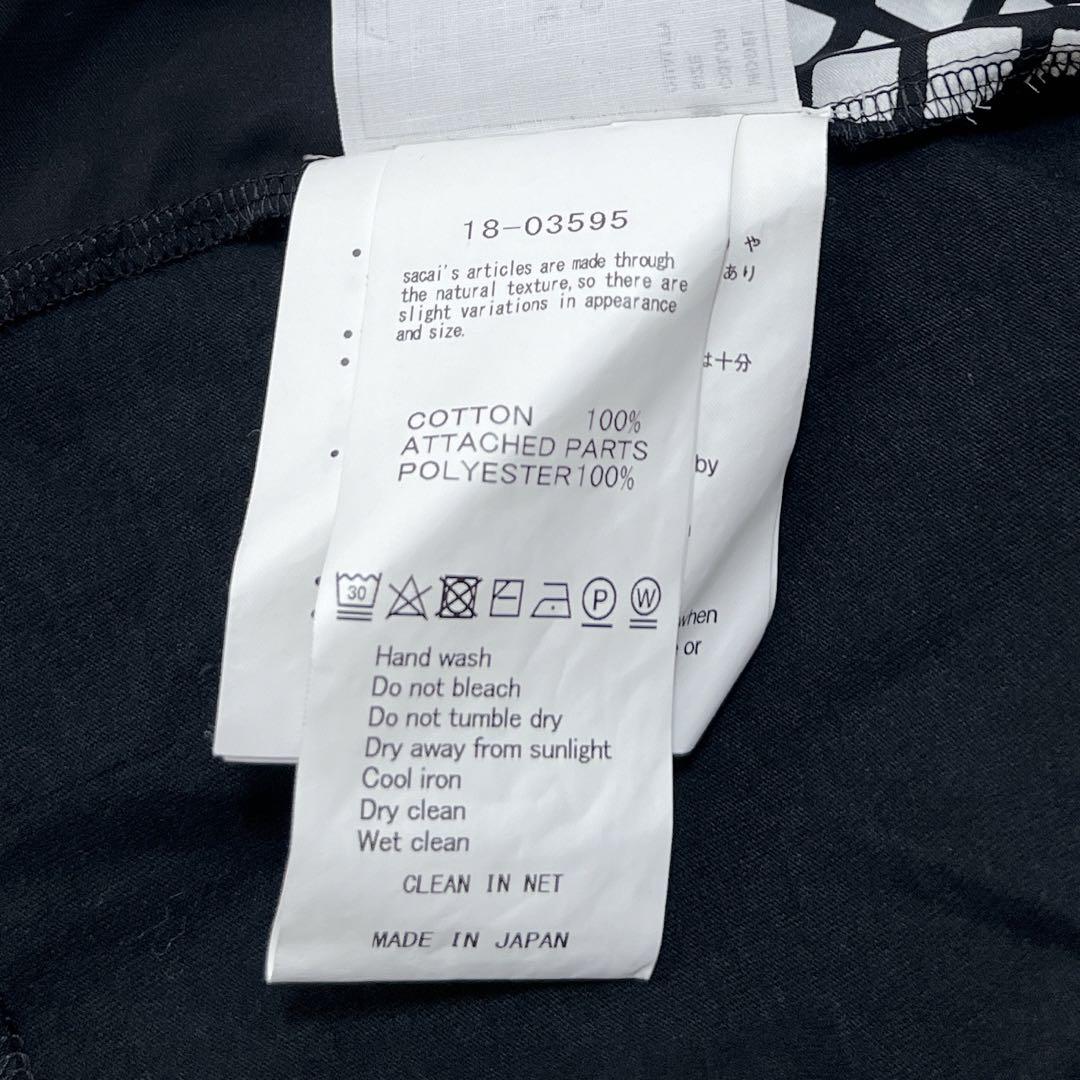 18-03595
sacai's articles are made through
the natural texture, so there are
slight variations in appearance
and size.
COTTON 100%
ATTACHED PARTS
POLYESTER 100%
30
P
W
Hand wash
Do not bleach
Do not tumble dry
Dry away from sunlight
Cool iron
Dry clean
Wet clean
CLEAN IN NET
MADE IN JAPAN
や
あり
は十分
by
when
or